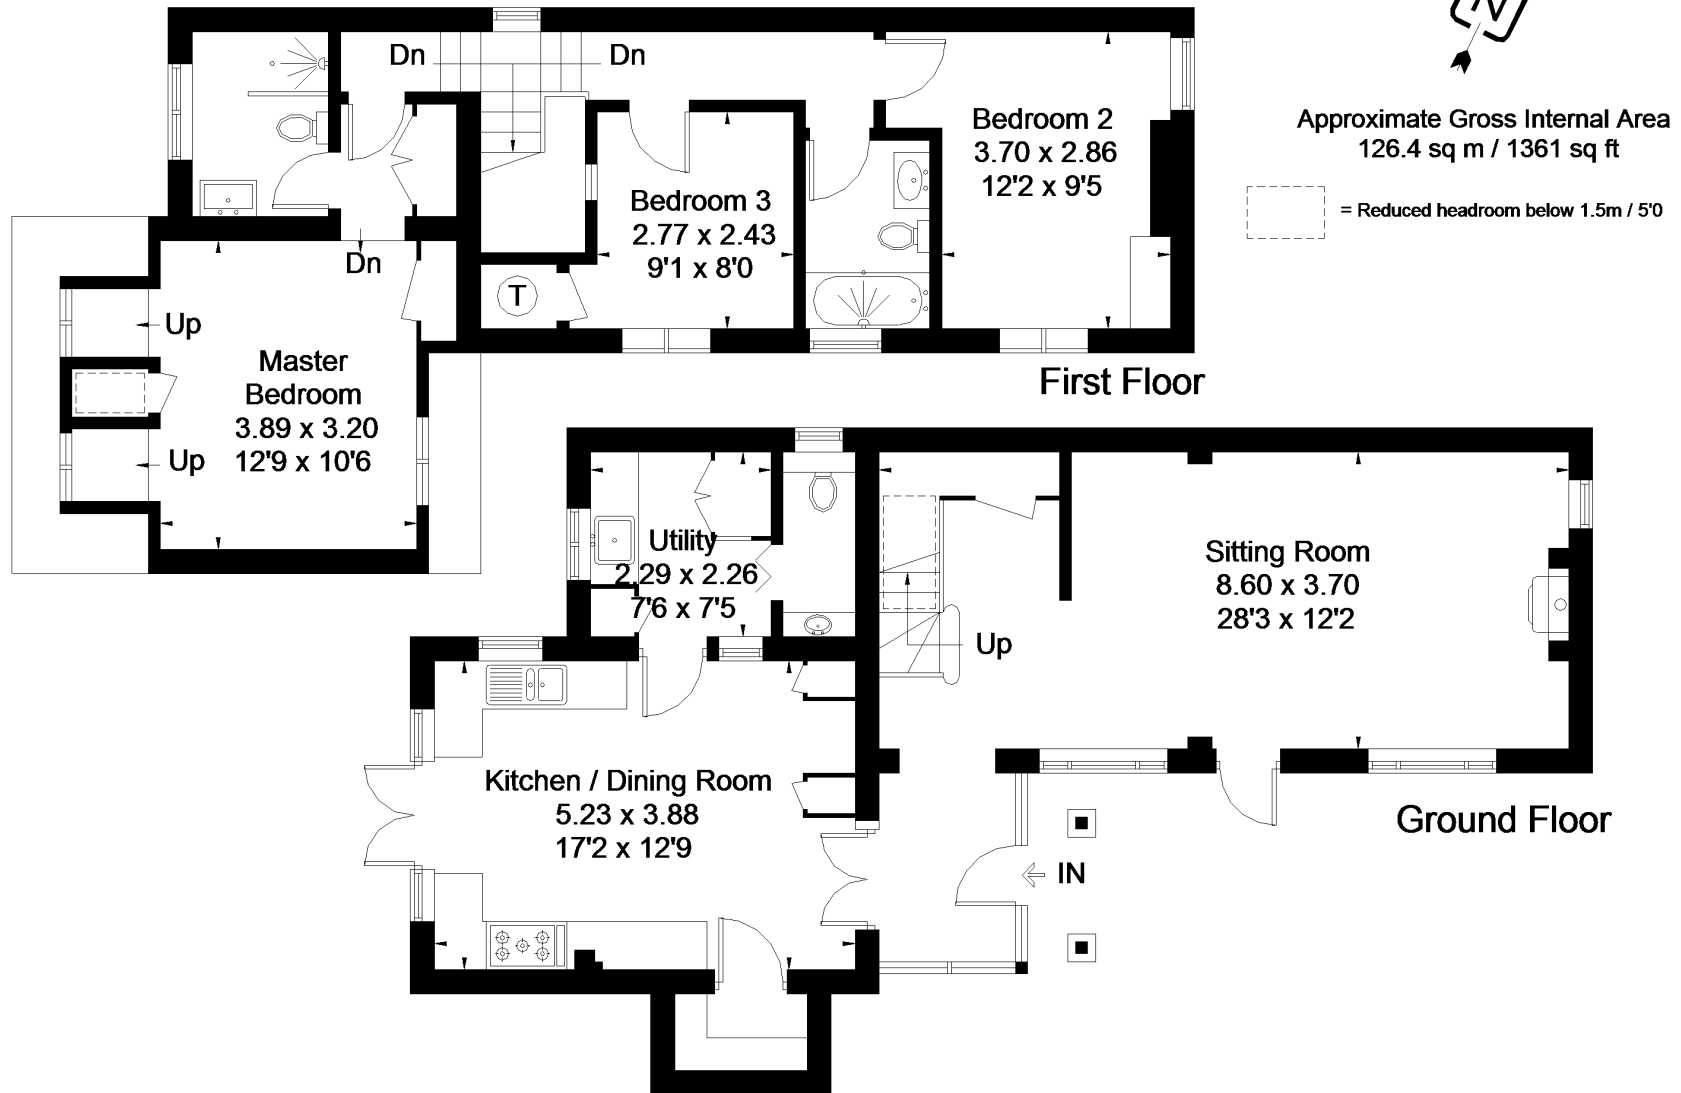 N
Approximate Gross Internal Area
126.4 sq m / 1361 sq ft
= Reduced headroom below 1.5m / 5'0
Dn
Dn
Bedroom 2
3.70 x 2.86
12'2 x 9'5
Bedroom 3
2.77 x 2.43
9'1 x 8'0
Dn
T
Up
Master
Bedroom
3.89 x 3.20
12'9 x 10'6
Up
First Floor
Utility
2.29 x 2.26
7'6 x 7'5
Sitting Room
8.60 x 3.70
28'3 x 12'2
Up
Kitchen / Dining Room
5.23 x 3.88
17'2 x 12'9
IN
Ground Floor